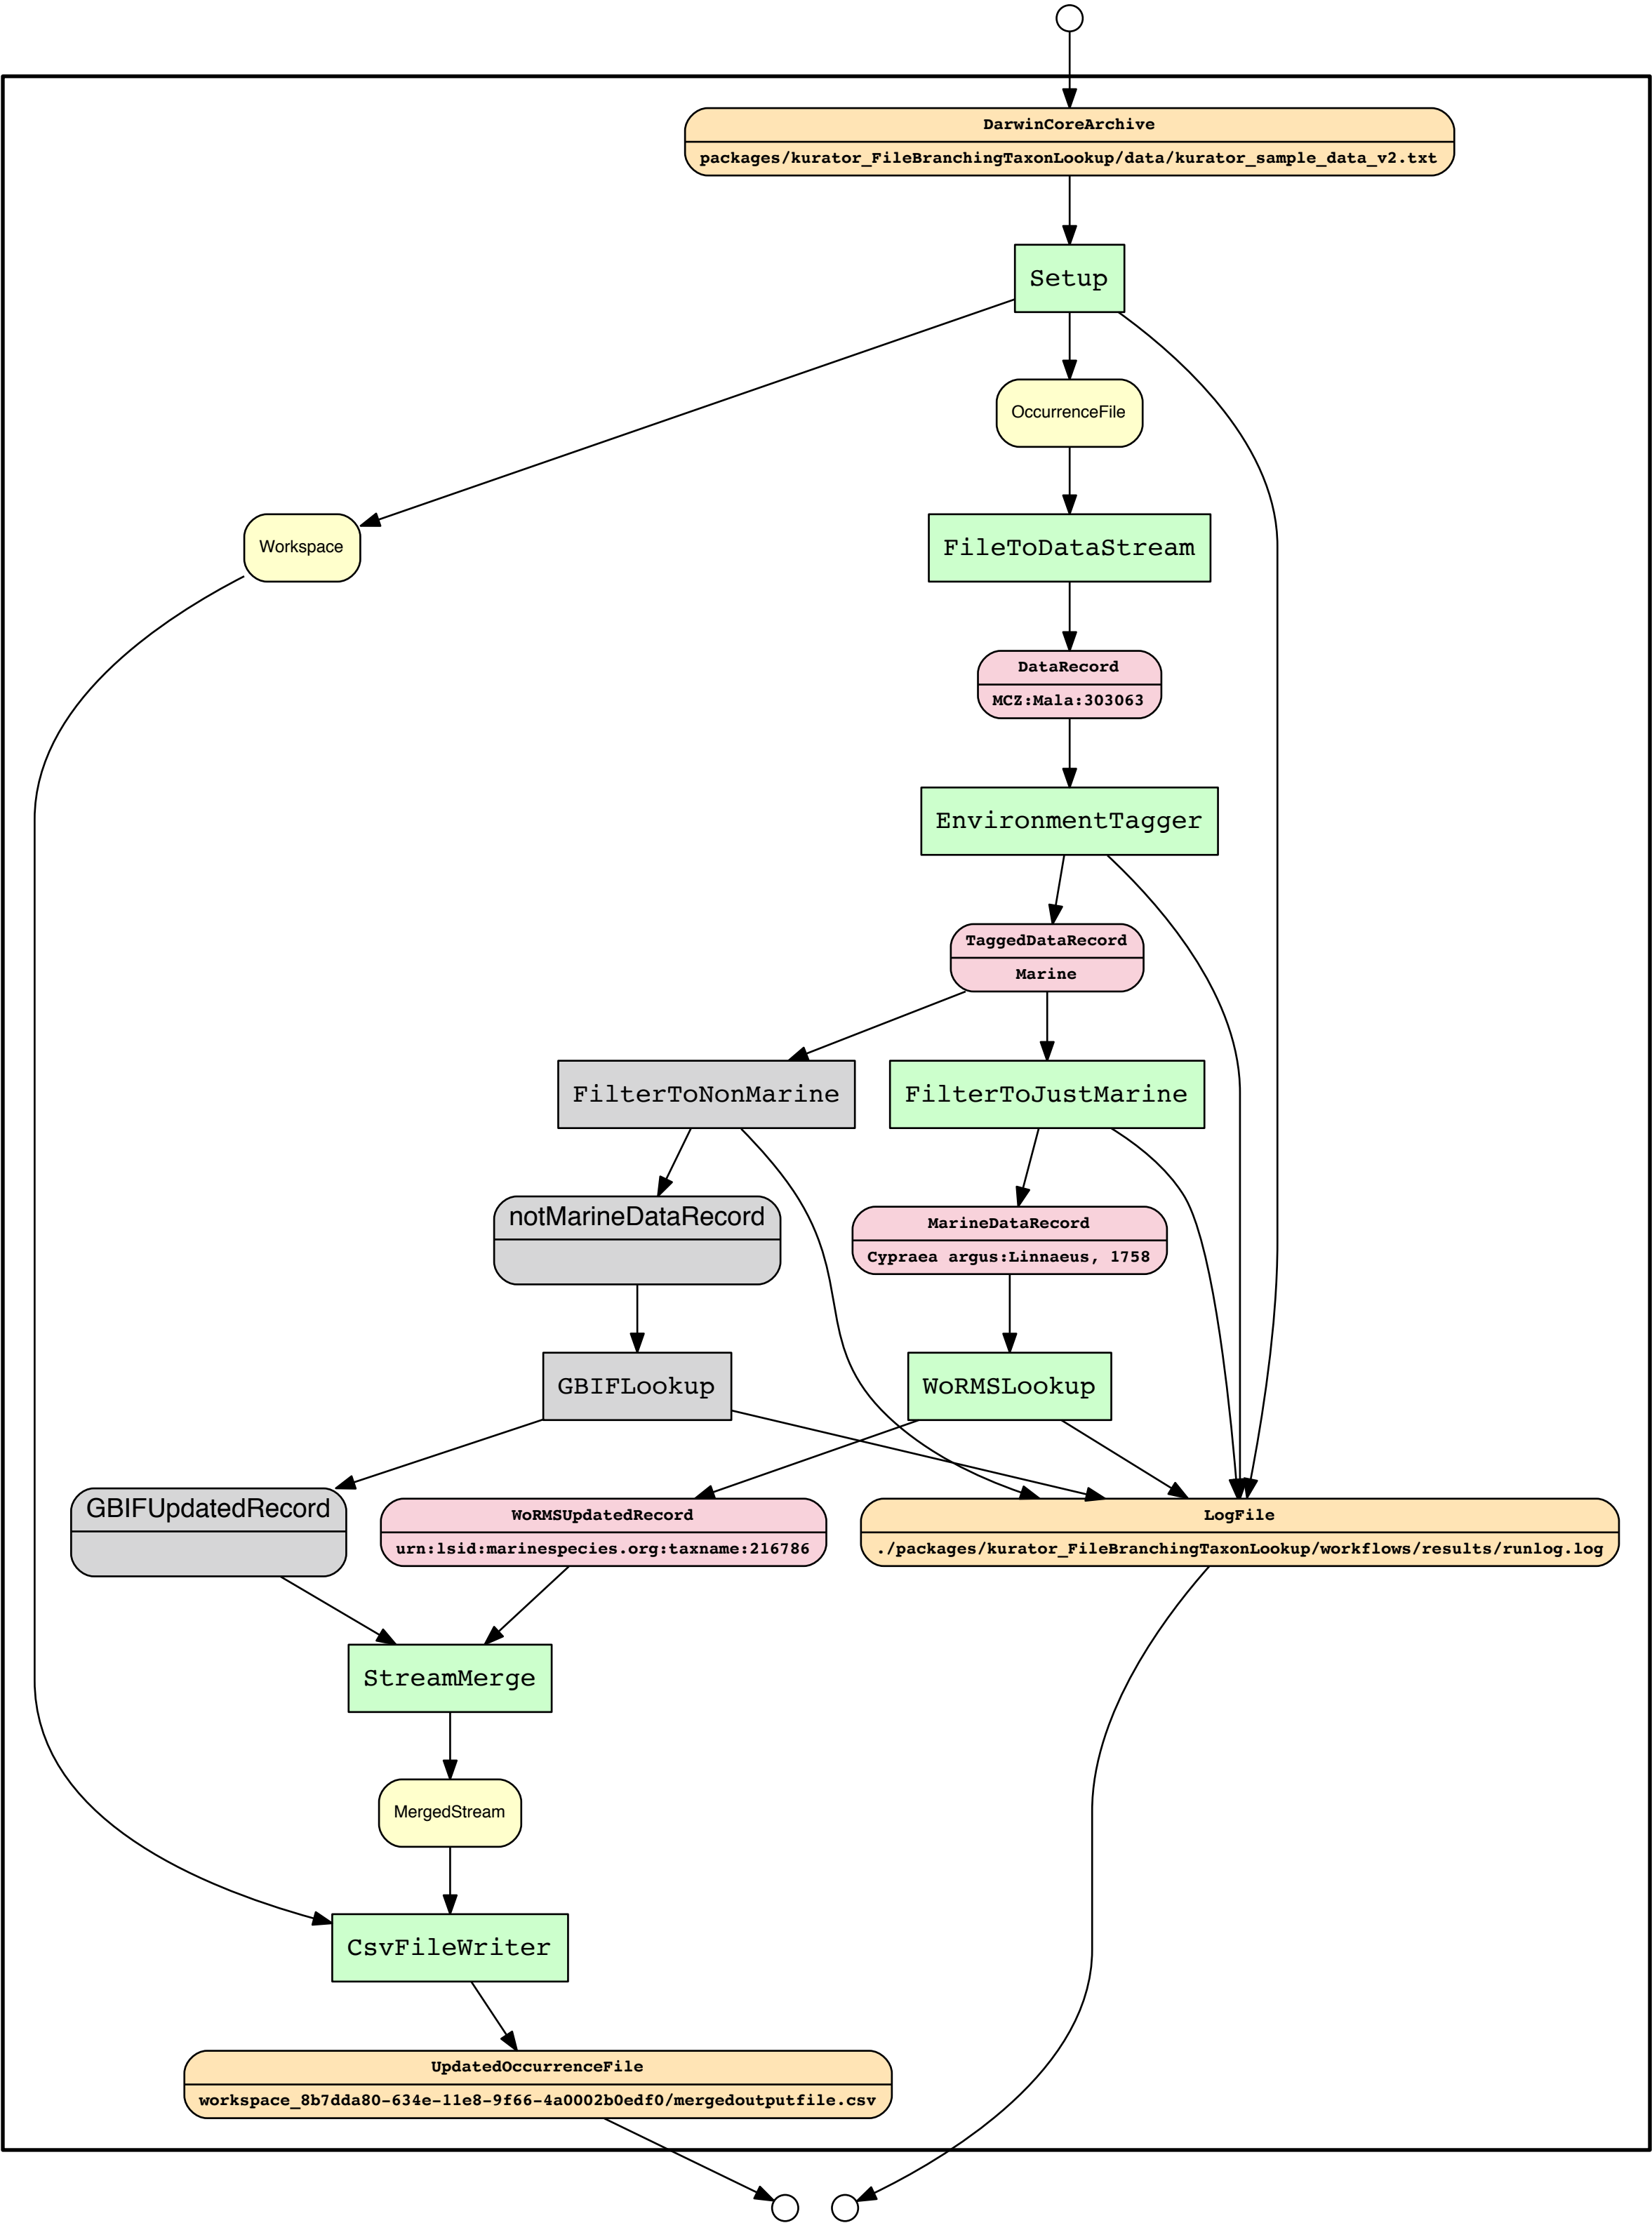 DarwinCoreArchive
packages/kurator_FileBranchingTaxonLookup/data/kurator_sample_data_v2.txt
Setup
OccurrenceFile
Workspace
FileToDataStream
DataRecord
MCZ:Mala:303063
EnvironmentTagger
TaggedDataRecord
Marine
FilterToNonMarine
FilterToJustMarine
notMarineDataRecord
MarineDataRecord
Cypraea argus:Linnaeus, 1758
GBIFLookup
WoRMSLookup
GBIFUpdatedRecord
WoRMSUpdatedRecord
urn:lsid:marinespecies.org:taxname:216786
LogFile
./packages/kurator_FileBranchingTaxonLookup/workflows/results/runlog.log
StreamMerge
MergedStream
CsvFileWriter
UpdatedOccurrenceFile
workspace_8b7dda80-634e-11e8-9f66-4a0002b0edf0/mergedoutputfile.csv